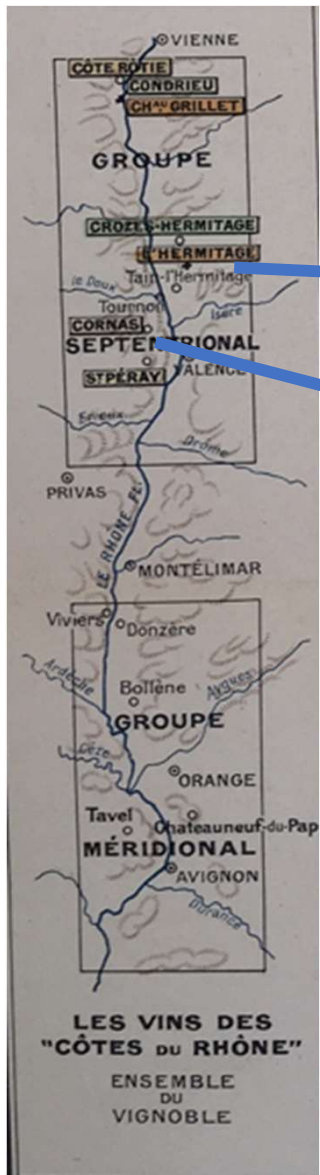 VIENNE
CÔTE RÔTIE
CONDRIEU
CHAU GRILLET
GROUPE
CROZES-HERMITAGE
L'HERMITAGE
Tain-l'Hermitage
le Doux
Tournon
Isère
CORNAS
SEPTENTRIONAL
VALENCE
ST PÉRAY
Erieux
Drôme
PRIVAS
LE RHÔNE FL.
MONTÉLIMAR
Viviers
Donzère
Ardèche
Bollène
Aygues
GROUPE
Cèze
ORANGE
Tavel
Chateauneuf-du-Pap
MÉRIDIONAL
AVIGNON
Durance
LES VINS DES
"CÔTES DU RHÔNE"
ENSEMBLE
DU
VIGNOBLE